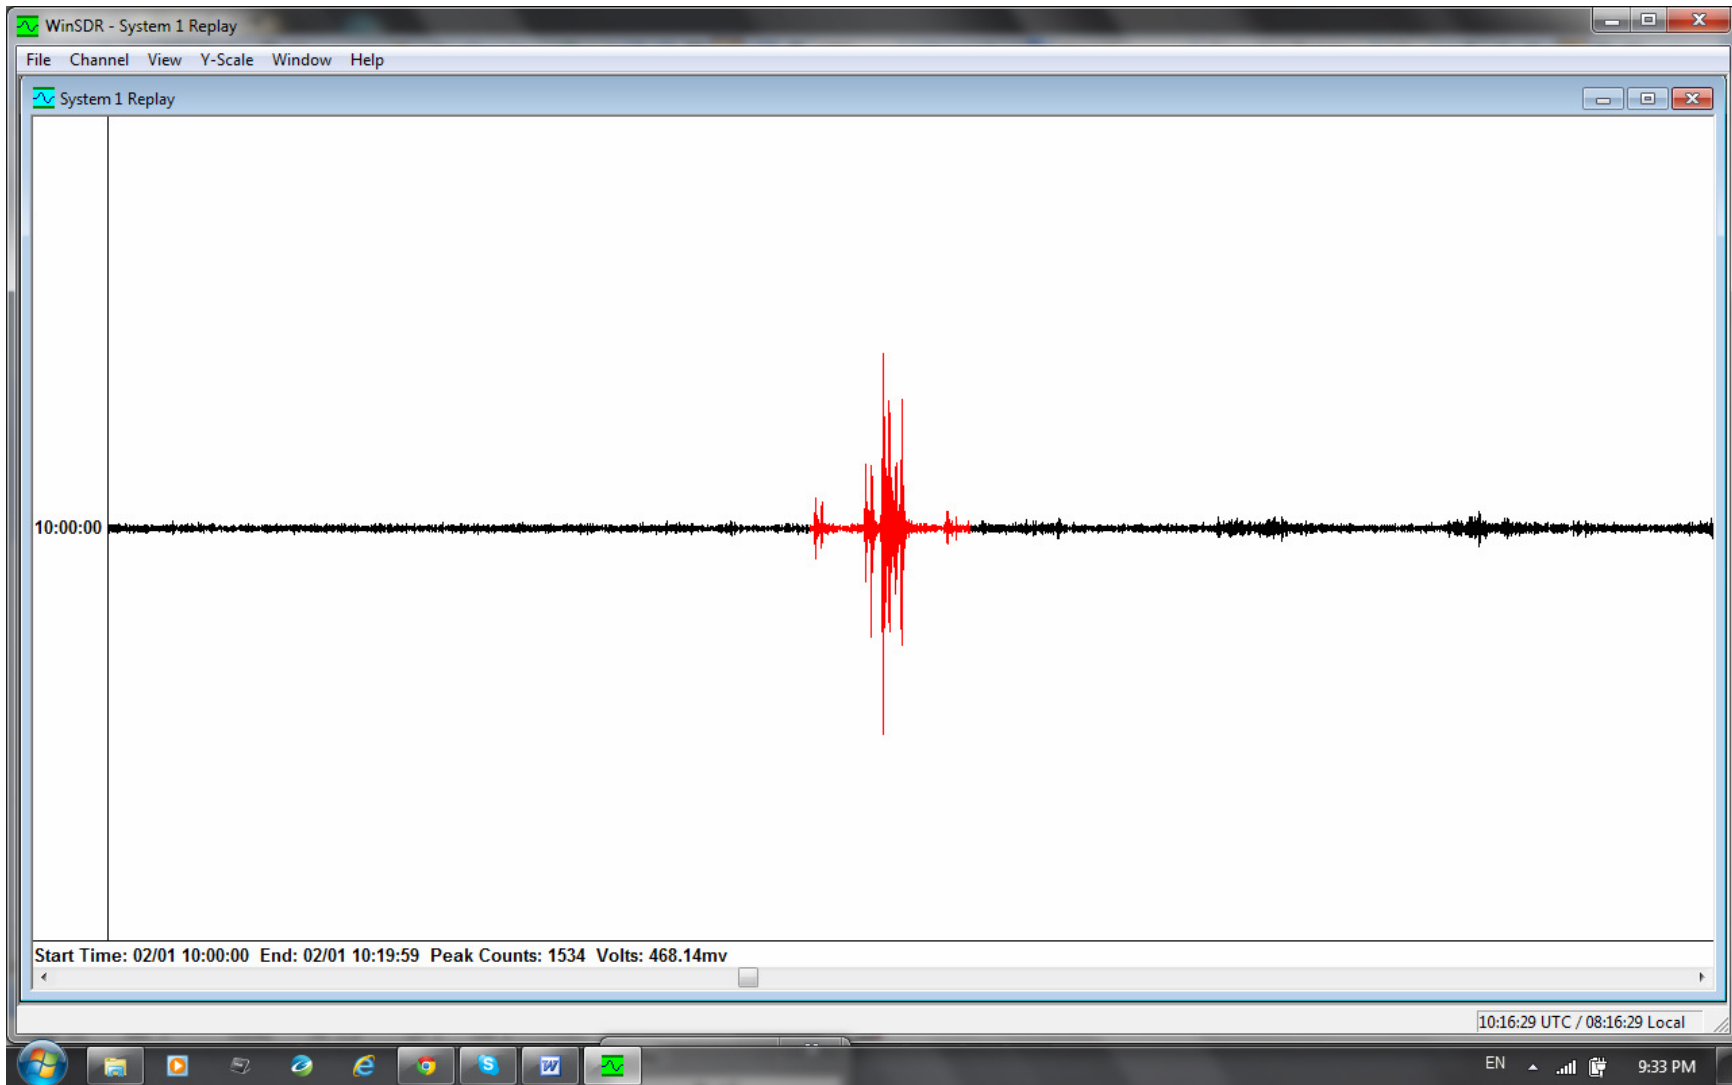 WinSDR - System 1 Replay
File Channel View Y-Scale Window Help
System 1 Replay
10:00:00
Start Time: 02/01 10:00:00 End: 02/01 10:19:59 Peak Counts: 1534 Volts: 468.14mv
10:16:29 UTC / 08:16:29 Local
EN 9:33 PM